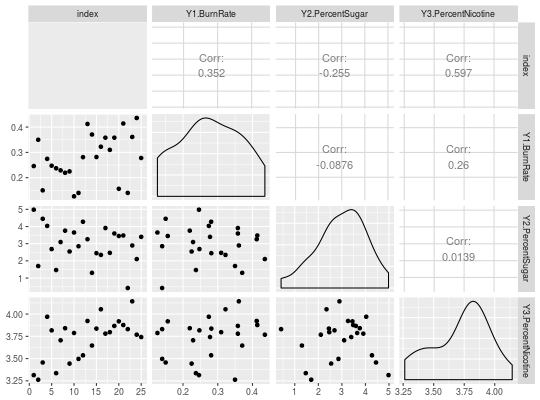 index
Y1.BurnRate
Y2.PercentSugar
Y3.PercentNicotine
Corr:
0.352
Corr:
-0.255
Corr:
0.597
index
0.4
0.3
0.2
Corr:
-0.0876
Corr:
0.26
Y1.BurnRate
5
4
3
2
1
Corr:
0.0139
Y2.PercentSugar
4.00
3.75
3.50
3.25
Y3.PercentNicotine
0 5 10 15 20 25
0.2 0.3 0.4
1 2 3 4 5
3.25 3.50 3.75 4.00